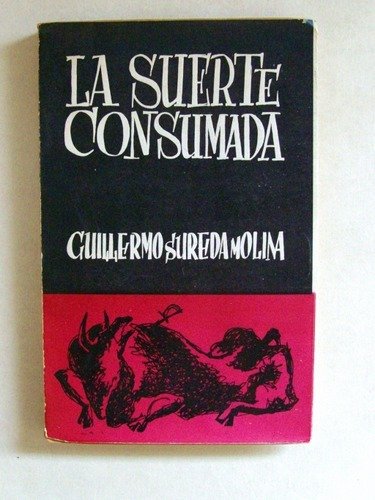 LA SUERTE
CONSUMADA
GUILLERMO SUREDA MOLINA